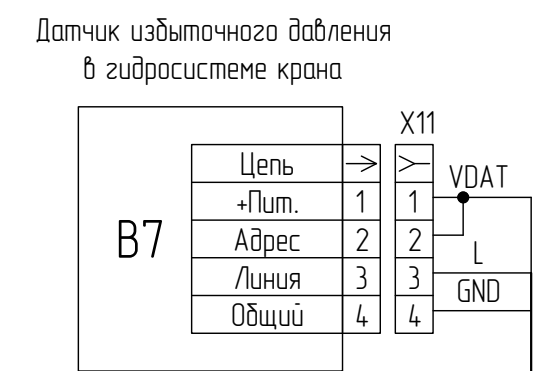 Датчик избыточного давления
в гидросистеме крана
X11
Цепь
VDAT
+Пит. 1 1
B7
Адрес 2 2
L
Линия 3 3
GND
Общий 4 4